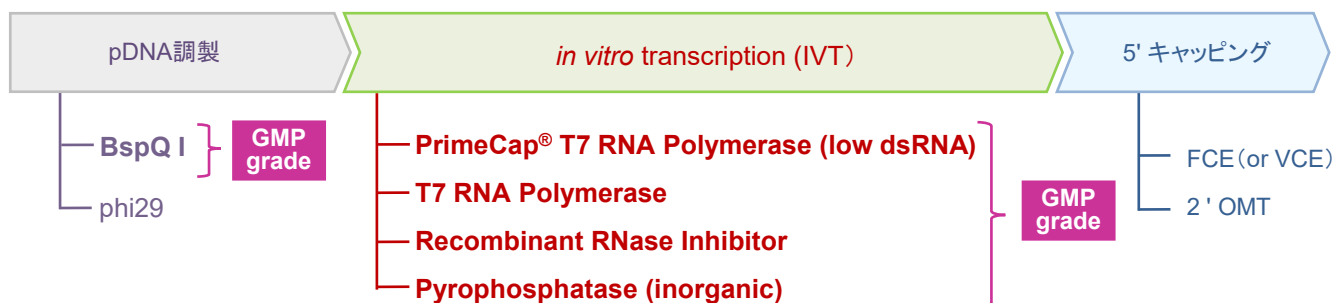 pDNA調製
in vitro transcription (IVT)
5' キャッピング
BspQ I
GMP
grade
phi29
PrimeCap® T7 RNA Polymerase (low dsRNA)
T7 RNA Polymerase
Recombinant RNase Inhibitor
Pyrophosphatase (inorganic)
GMP
grade
FCE(or VCE)
2 ' OMT